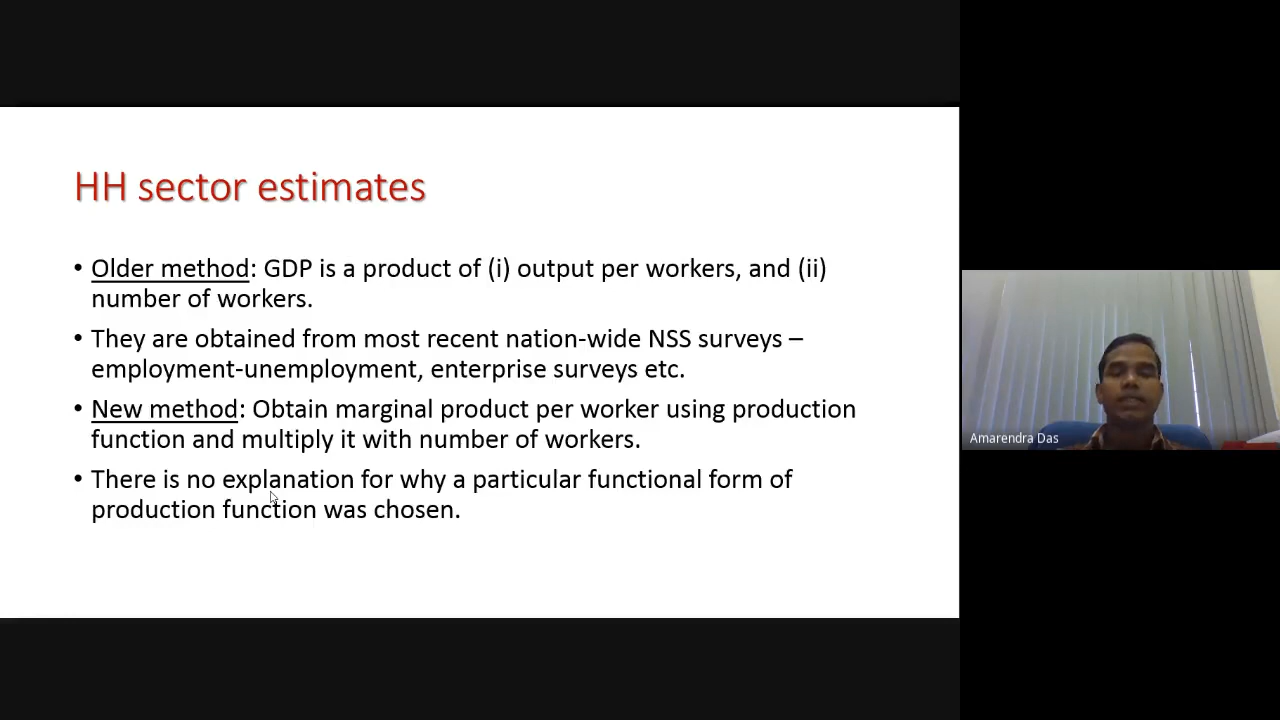 HH sector estimates
• Older method: GDP is a product of (i) output per workers, and (ii)
number of workers.
• They are obtained from most recent nation-wide NSS surveys –
employment-unemployment, enterprise surveys etc.
• New method: Obtain marginal product per worker using production
function and multiply it with number of workers.
• There is no explanation for why a particular functional form of
production function was chosen.
Amarendra Das